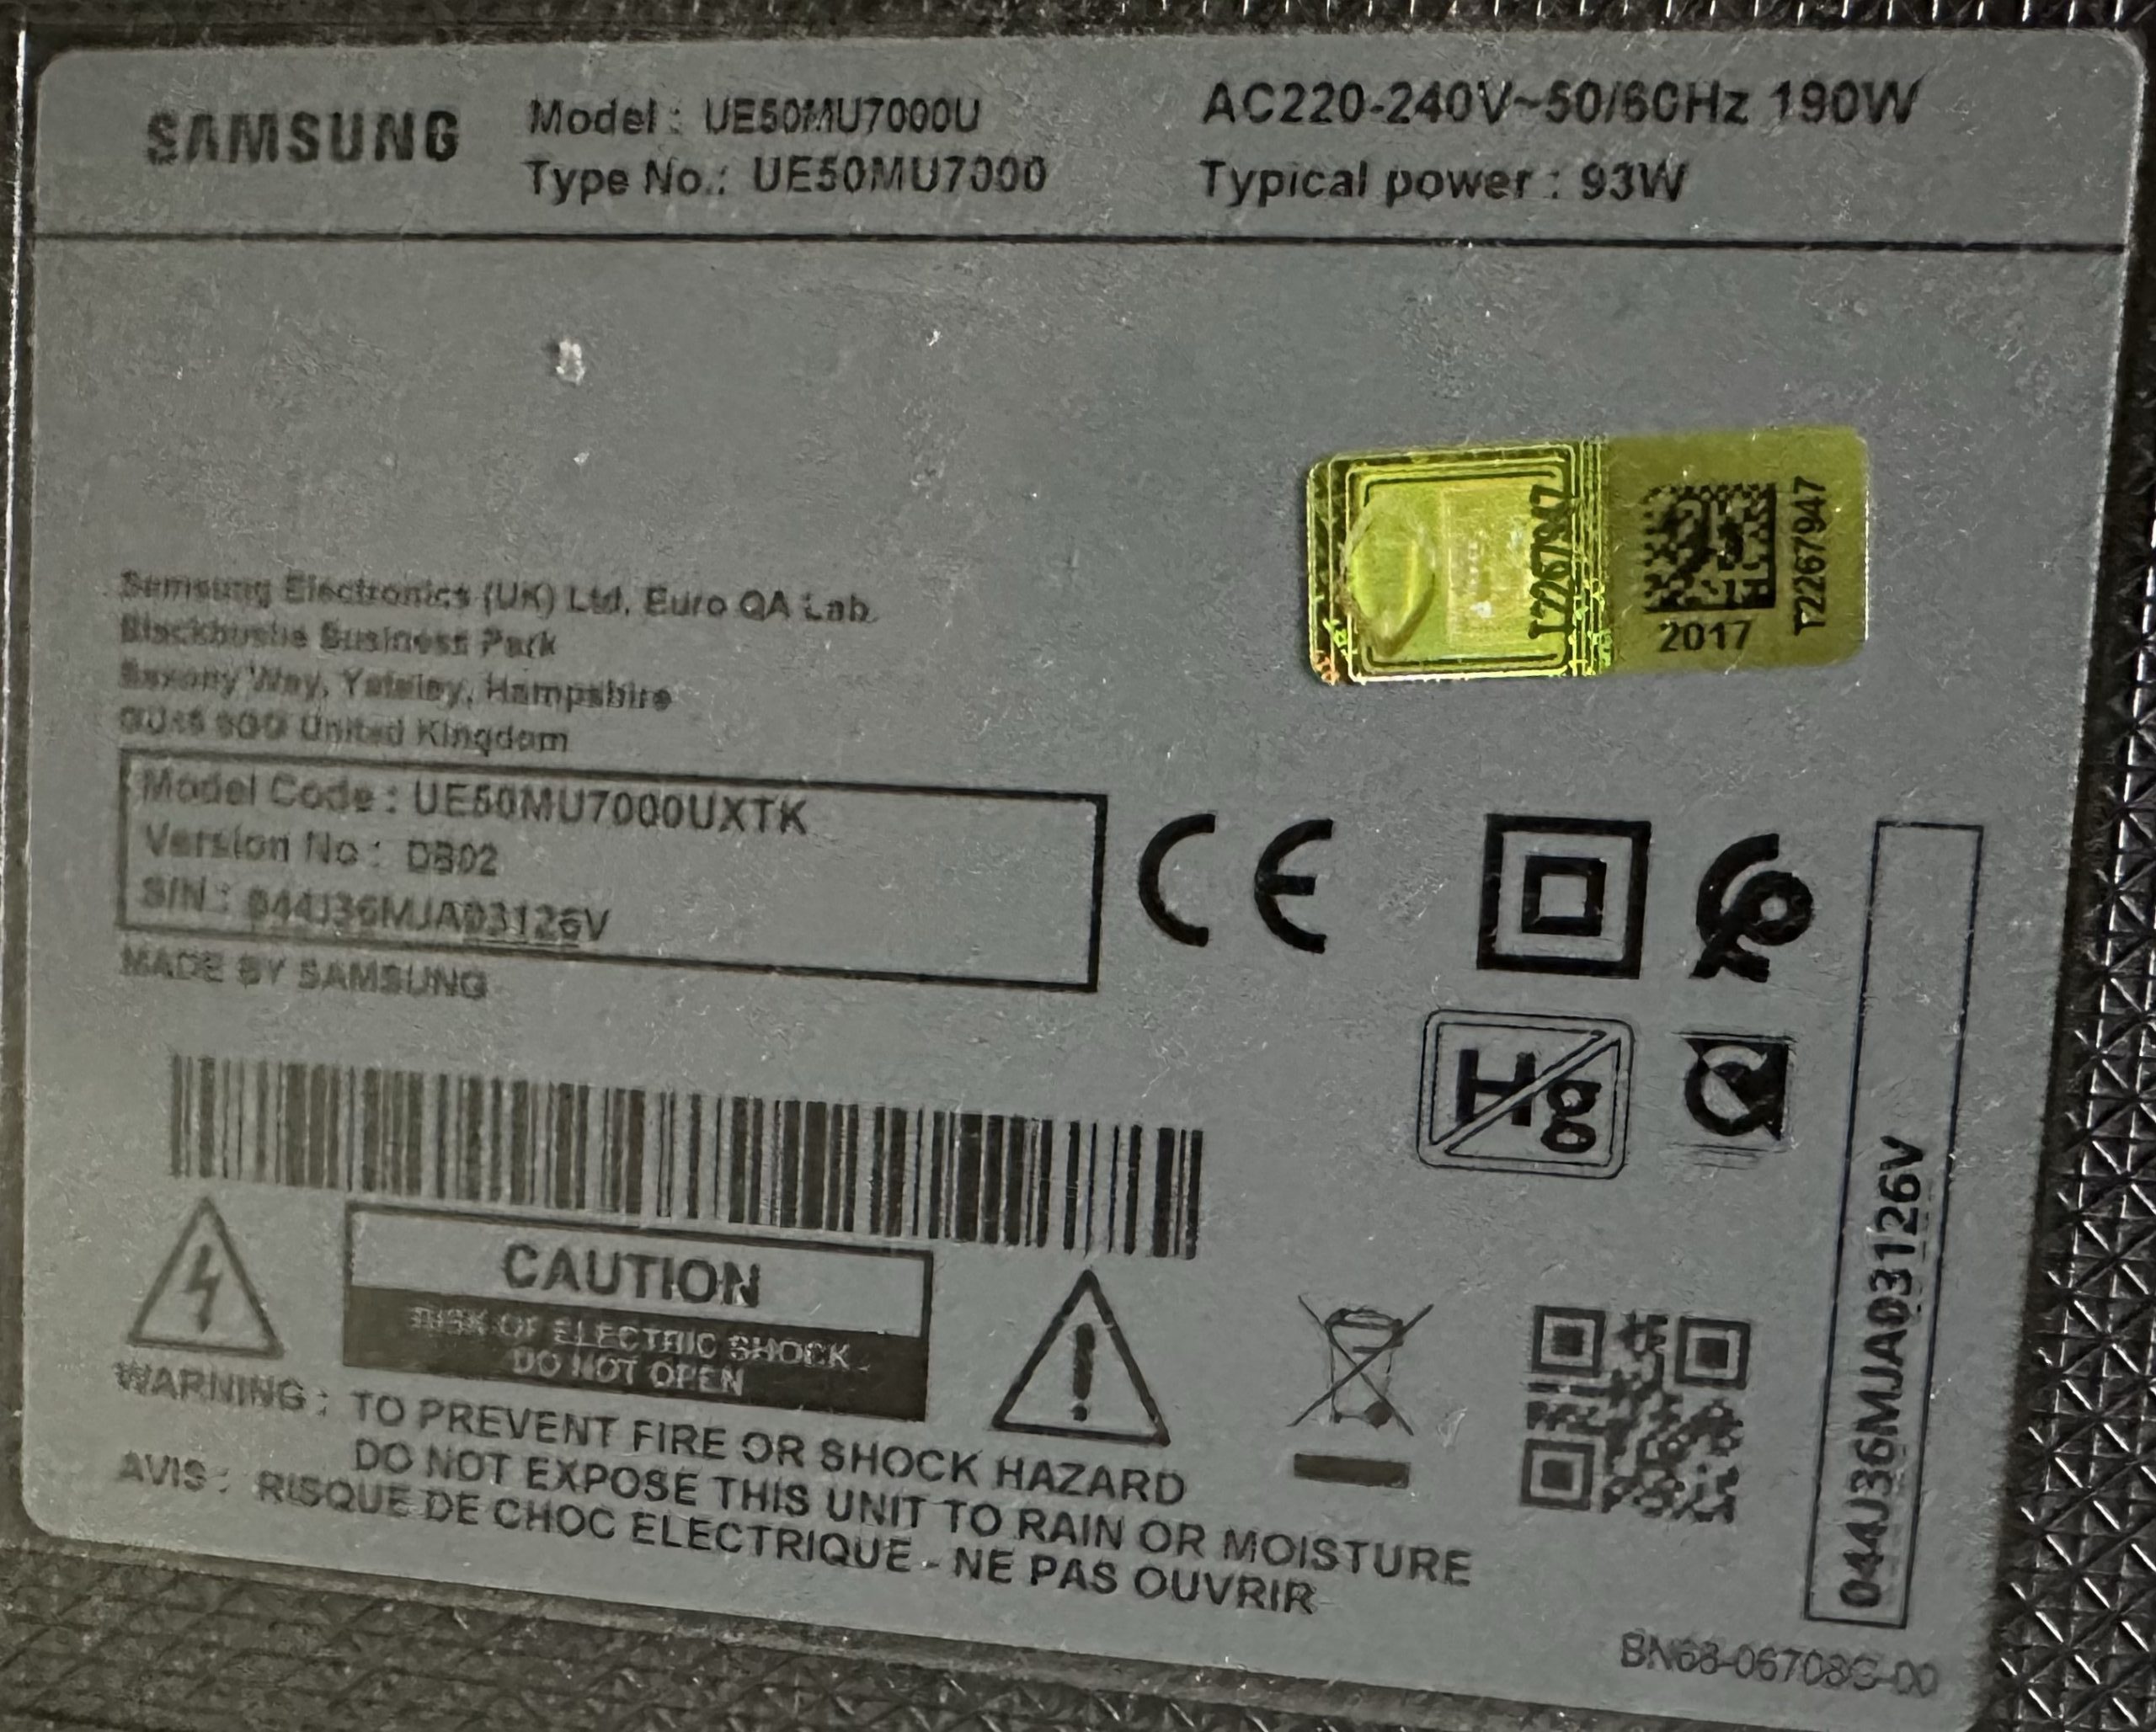 SAMSUNG
Model : UE50MU7000U
Type No.: UE50MU7000
AC220-240V~50/60Hz 190W
Typical power : 93W
T2267947
2017
T2267947
Samsung Electronics (UK) Ltd, Euro QA Lab.
Blackbushe Business Park
Saxony Way, Yateley, Hampshire
United Kingdom
Model Code : UE50MU7000UXTK
Version No : DB02
S/N : 044J36MJA03126V
MADE BY SAMSUNG
CE
Hg
CAUTION
RISK OF ELECTRIC SHOCK
DO NOT OPEN
WARNING : TO PREVENT FIRE OR SHOCK HAZARD
DO NOT EXPOSE THIS UNIT TO RAIN OR MOISTURE
AVIS : RISQUE DE CHOC ELECTRIQUE - NE PAS OUVRIR
044J36MJA03126V